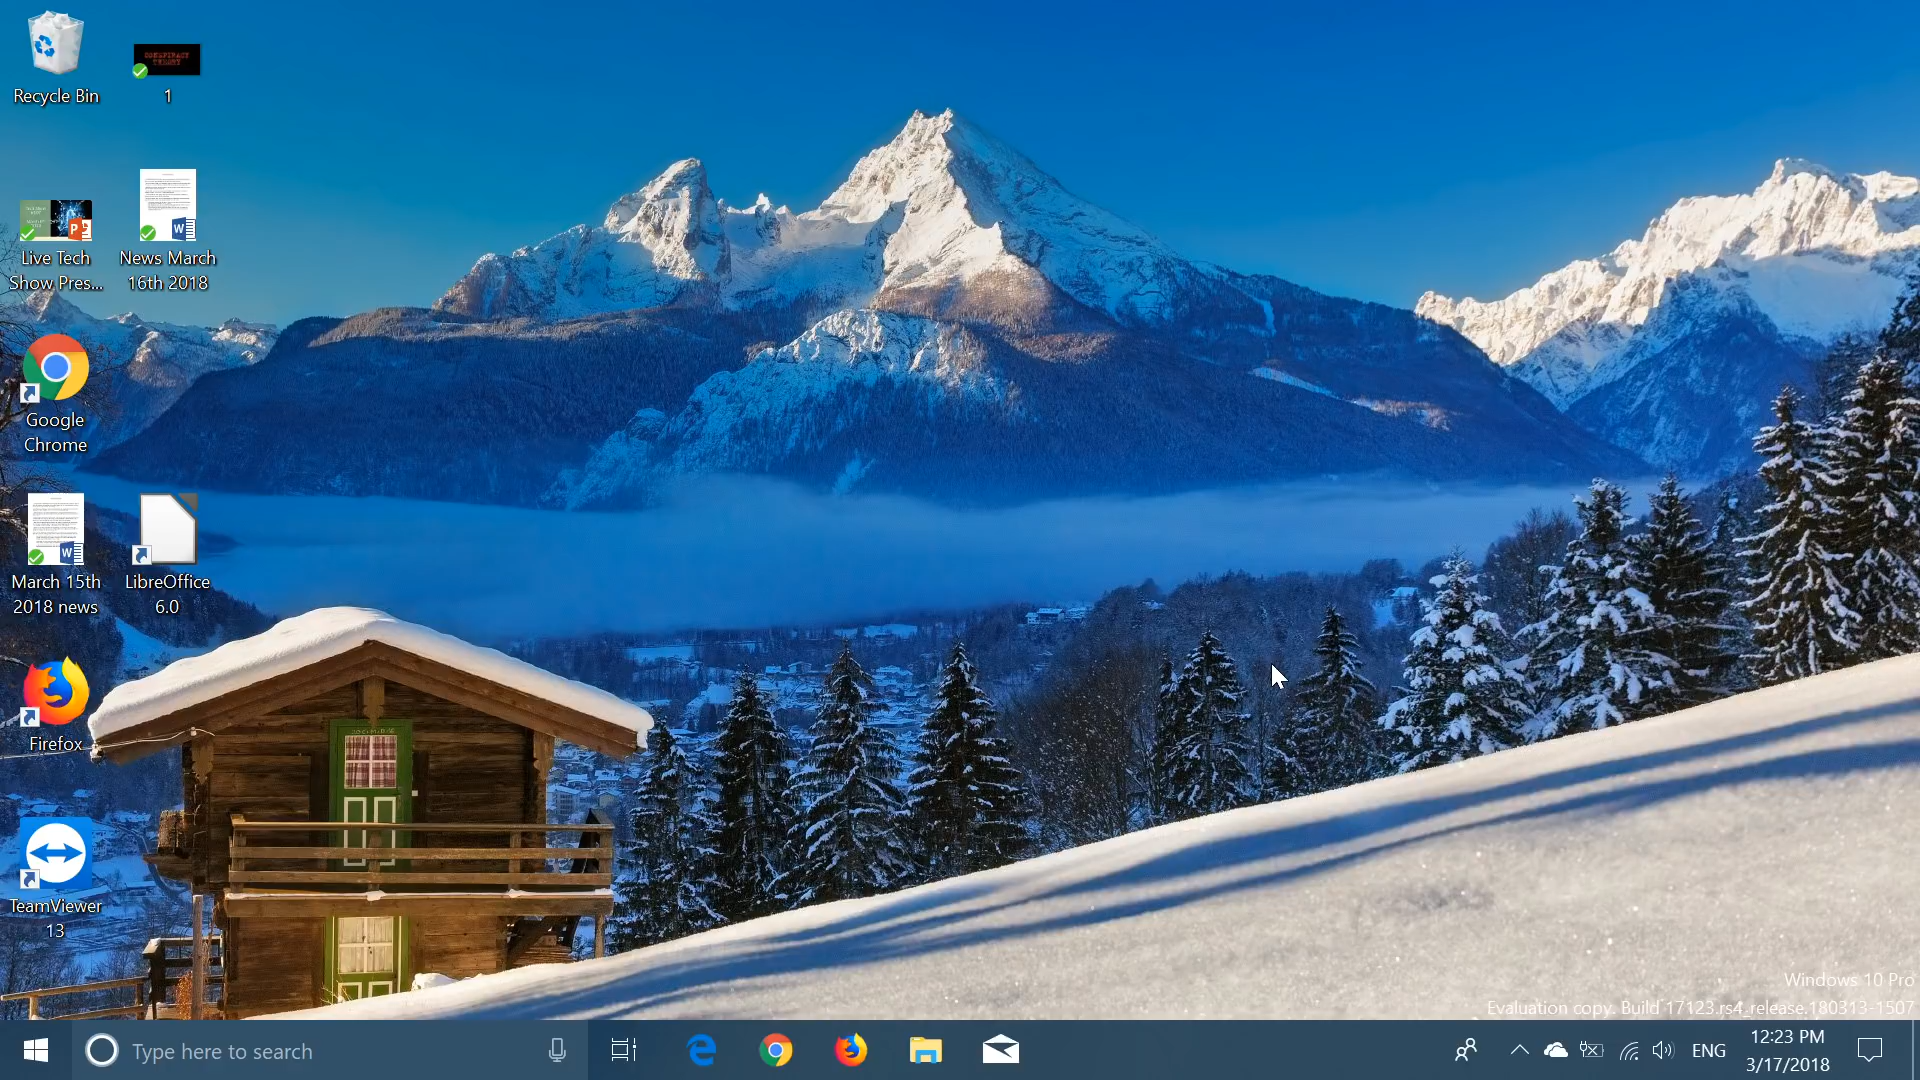 Recycle Bin
CONSPIRACY
THEORY
1
Live Tech
Show Pres...
News March
16th 2018
Google
Chrome
March 15th
2018 news
LibreOffice
6.0
Firefox
TeamViewer
13
Windows 10 Pro
Evaluation copy. Build 17123.rs4_release.180313-1507
Type here to search
ENG
12:23 PM
3/17/2018